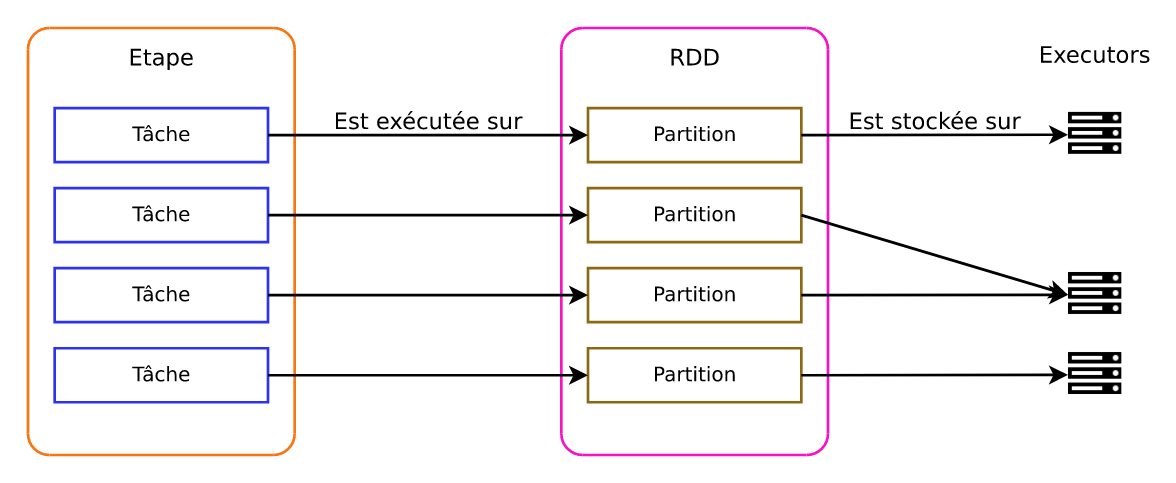 Etape
RDD
Executors
Tâche
Est exécutée sur
Partition
Est stockée sur
Tâche
Partition
Tâche
Partition
Tâche
Partition